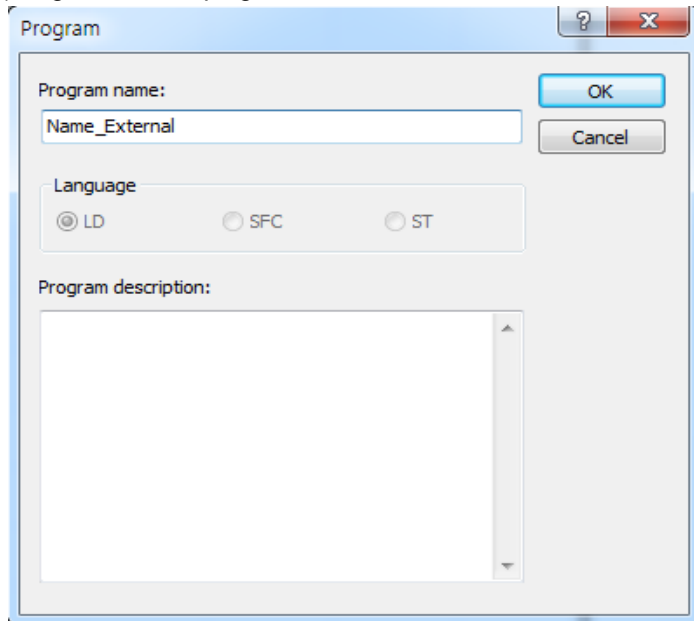 Program
Program name:
OK
Name_External
Cancel
Language
LD SFC ST
Program description: